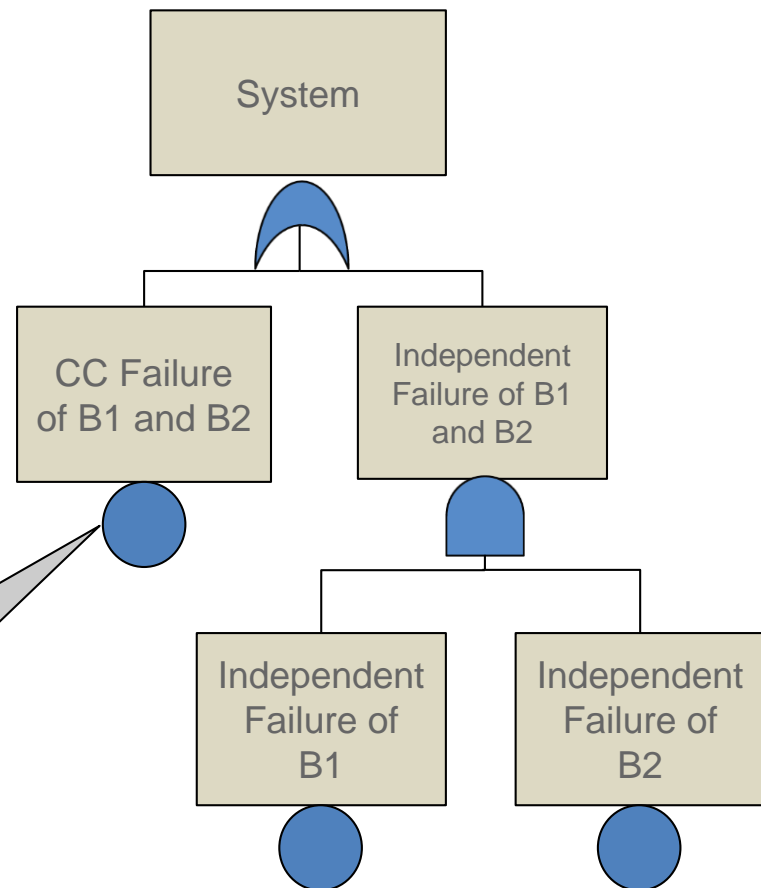 System
CC Failure
of B1 and B2
Independent
Failure of B1
and B2
Independent
Failure of
B1
Independent
Failure of
B2